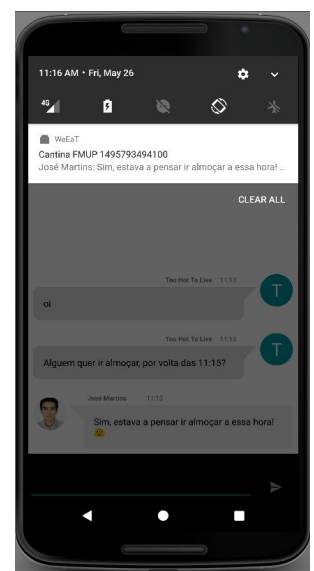 11:16 AM • Fri, May 26
4G
WeEaT
Cantina FMUP 1495793494100
José Martins: Sim, estava a pensar ir almoçar a essa hora! ..
CLEAR ALL
Too Hot To Live 11:13
T
oi
Too Hot To Live 11:13
T
Alguem quer ir almoçar, por volta das 11:15?
José Martins 11:13
Sim, estava a pensar ir almoçar a essa hora!